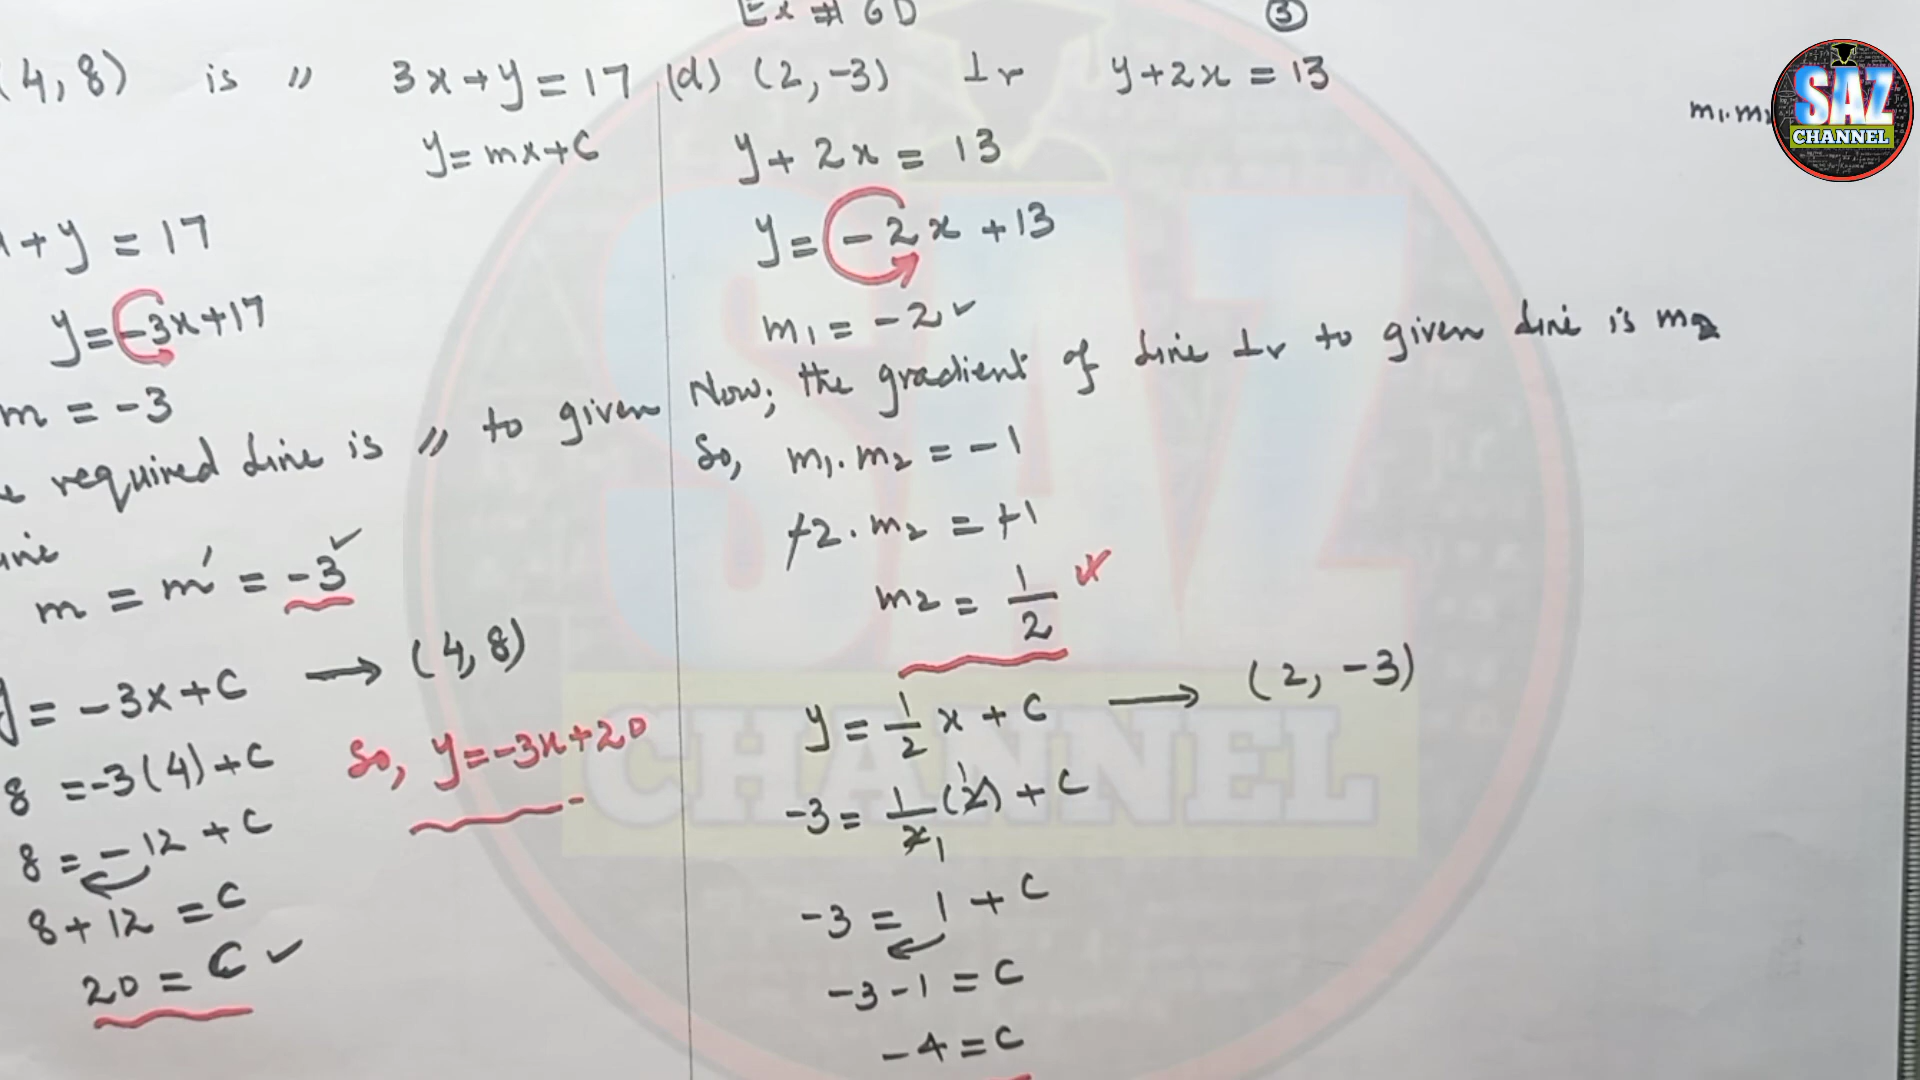 Ex # 6D
3
(4,8) is // 3x+y=17
y=mx+c
+y=17
y=-3x+17
m=-3
required line is // to given
m=m'=-3
y=-3x+c → (4,8)
8=-3(4)+c
So, y=-3x+20
8=-12+c
8+12=c
20=c
(d) (2,-3) ⊥r y+2x=13
m1.m2
y+2x=13
y=-2x+13
m1=-2
Now, the gradient of line ⊥r to given line is m2
So, m1.m2=-1
-2.m2=-1
m2=1/2
y=1/2x+c → (2,-3)
-3=1/2(2)+c
-3=1+c
-3-1=c
-4=c
SAZ
CHANNEL
SAZ
CHANNEL